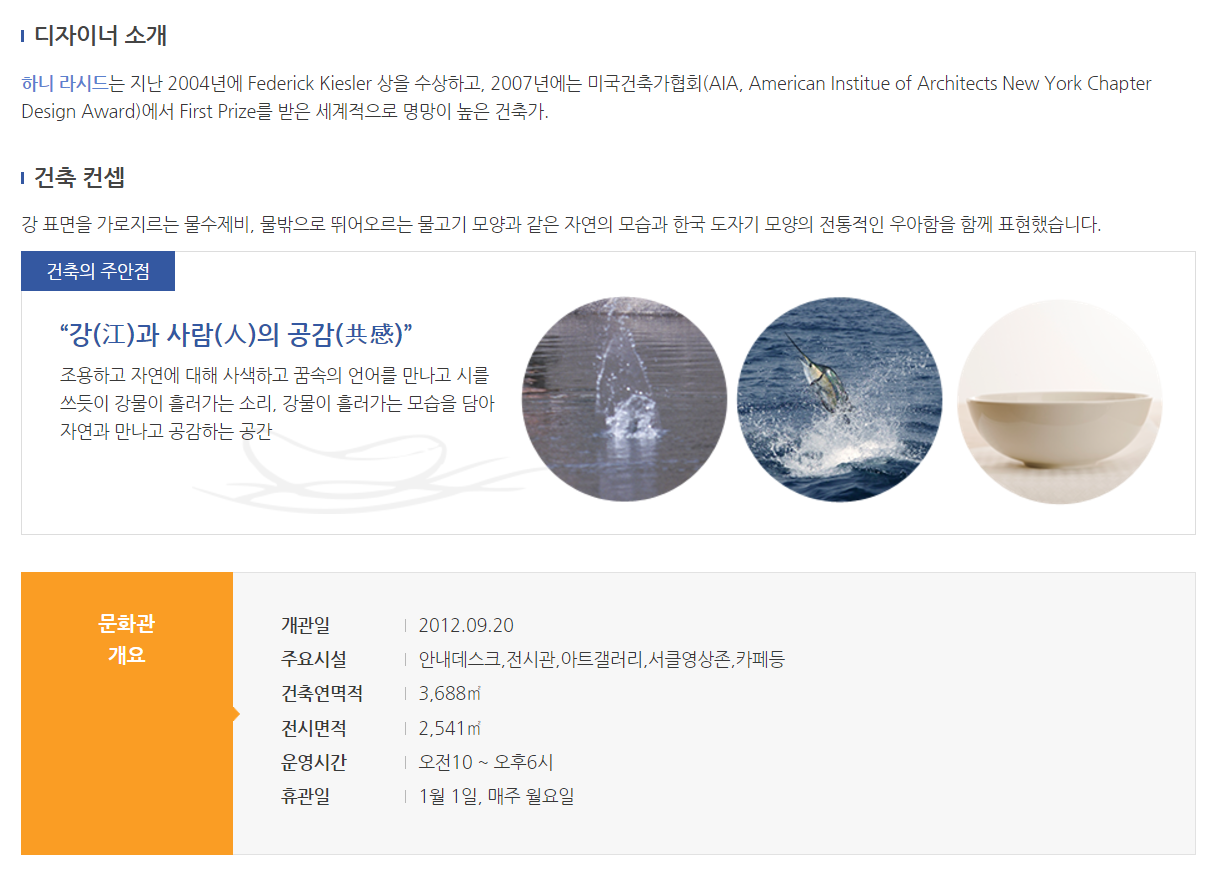 디자이너 소개
하니 라시드는 지난 2004년에 Federick Kiesler 상을 수상하고, 2007년에는 미국건축가협회(AIA, American Institue of Architects New York Chapter
Design Award)에서 First Prize를 받은 세계적으로 명망이 높은 건축가.
건축 컨셉
강 표면을 가로지르는 물수제비, 물밖으로 뛰어오르는 물고기 모양과 같은 자연의 모습과 한국 도자기 모양의 전통적인 우아함을 함께 표현했습니다.
건축의 주안점
“강(江)과 사람(人)의 공감(共感)”
조용하고 자연에 대해 사색하고 꿈속의 언어를 만나고 시를
쓰듯이 강물이 흘러가는 소리, 강물이 흘러가는 모습을 담아
자연과 만나고 공감하는 공간
문화관
개요
개관일 2012.09.20
주요시설 안내데스크,전시관,아트갤러리,서클영상존,카페등
건축연멱적 3,688㎡
전시면적 2,541㎡
운영시간 오전10 ~ 오후6시
휴관일 1월 1일, 매주 월요일